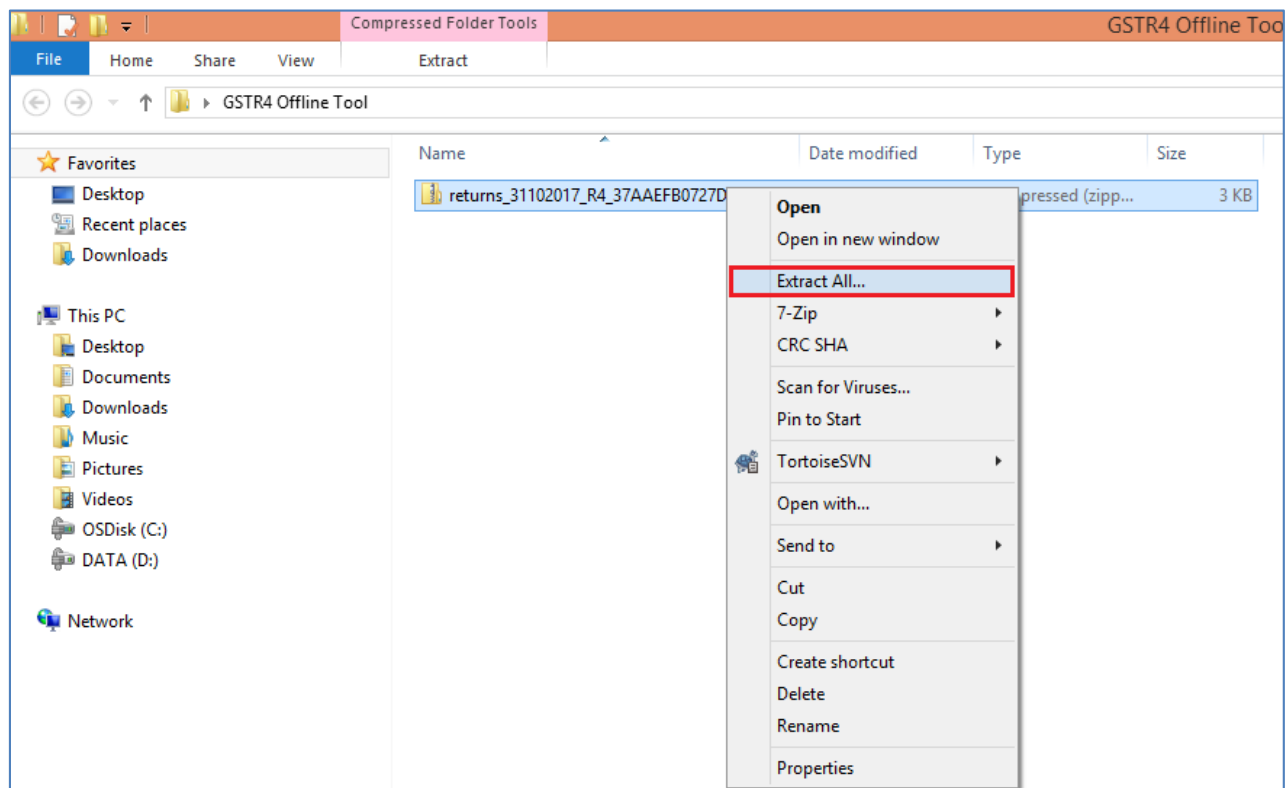 Compressed Folder Tools
GSTR4 Offline Too
File Home Share View Extract
GSTR4 Offline Tool
Name Date modified Type Size
Favorites
Desktop
Recent places
Downloads
This PC
Desktop
Documents
Downloads
Music
Pictures
Videos
OSDisk (C:)
DATA (D:)
Network
returns_31102017_R4_37AAEFB0727D
pressed (zipp... 3 KB
Open
Open in new window
Extract All...
7-Zip
CRC SHA
Scan for Viruses...
Pin to Start
TortoiseSVN
Open with...
Send to
Cut
Copy
Create shortcut
Delete
Rename
Properties